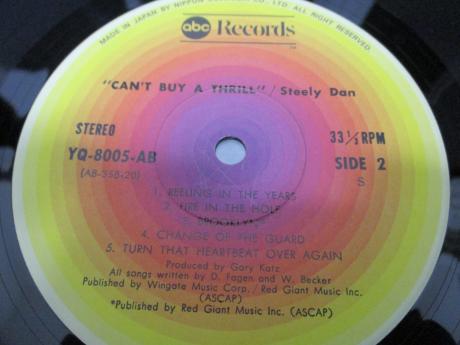 MADE IN JAPAN BY NIPPON COLUMBIA CO., LTD. ALL RIGHT RESERVED.
abc Records
"CAN'T BUY A THRILL" / Steely Dan
STEREO
33⅓ RPM
YQ-8005-AB
SIDE 2
(AB-758-20)
S
1. REELING IN THE YEARS
2. FIRE IN THE HOLE
3. BROOKLYN*
4. CHANGE OF THE GUARD
5. TURN THAT HEARTBEAT OVER AGAIN
Produced by Gary Katz
All songs written by D. Fagen and W. Becker
Published by Wingate Music Corp. / Red Giant Music Inc.
(ASCAP)
*Published by Red Giant Music Inc. (ASCAP)